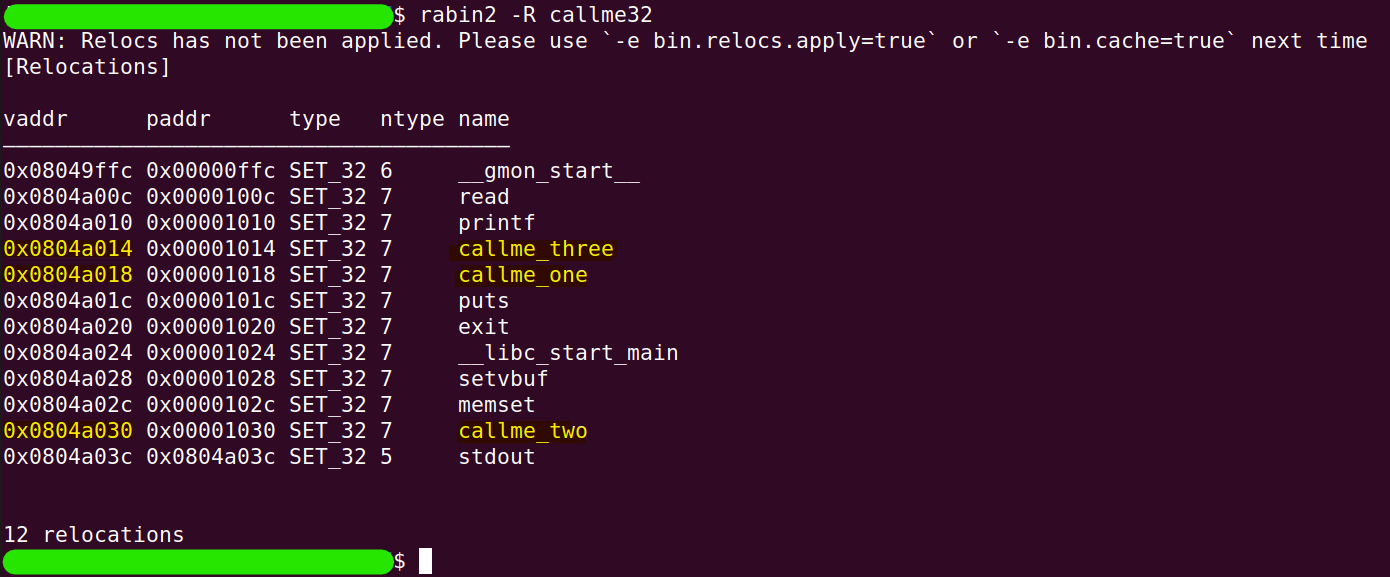 $ rabin2 -R callme32
WARN: Relocs has not been applied. Please use `-e bin.relocs.apply=true` or `-e bin.cache=true` next time
[Relocations]
vaddr paddr type ntype name
0x08049ffc 0x00000ffc SET_32 6 __gmon_start__
0x0804a00c 0x0000100c SET_32 7 read
0x0804a010 0x00001010 SET_32 7 printf
0x0804a014 0x00001014 SET_32 7 callme_three
0x0804a018 0x00001018 SET_32 7 callme_one
0x0804a01c 0x0000101c SET_32 7 puts
0x0804a020 0x00001020 SET_32 7 exit
0x0804a024 0x00001024 SET_32 7 __libc_start_main
0x0804a028 0x00001028 SET_32 7 setvbuf
0x0804a02c 0x0000102c SET_32 7 memset
0x0804a030 0x00001030 SET_32 7 callme_two
0x0804a03c 0x0804a03c SET_32 5 stdout
12 relocations
$